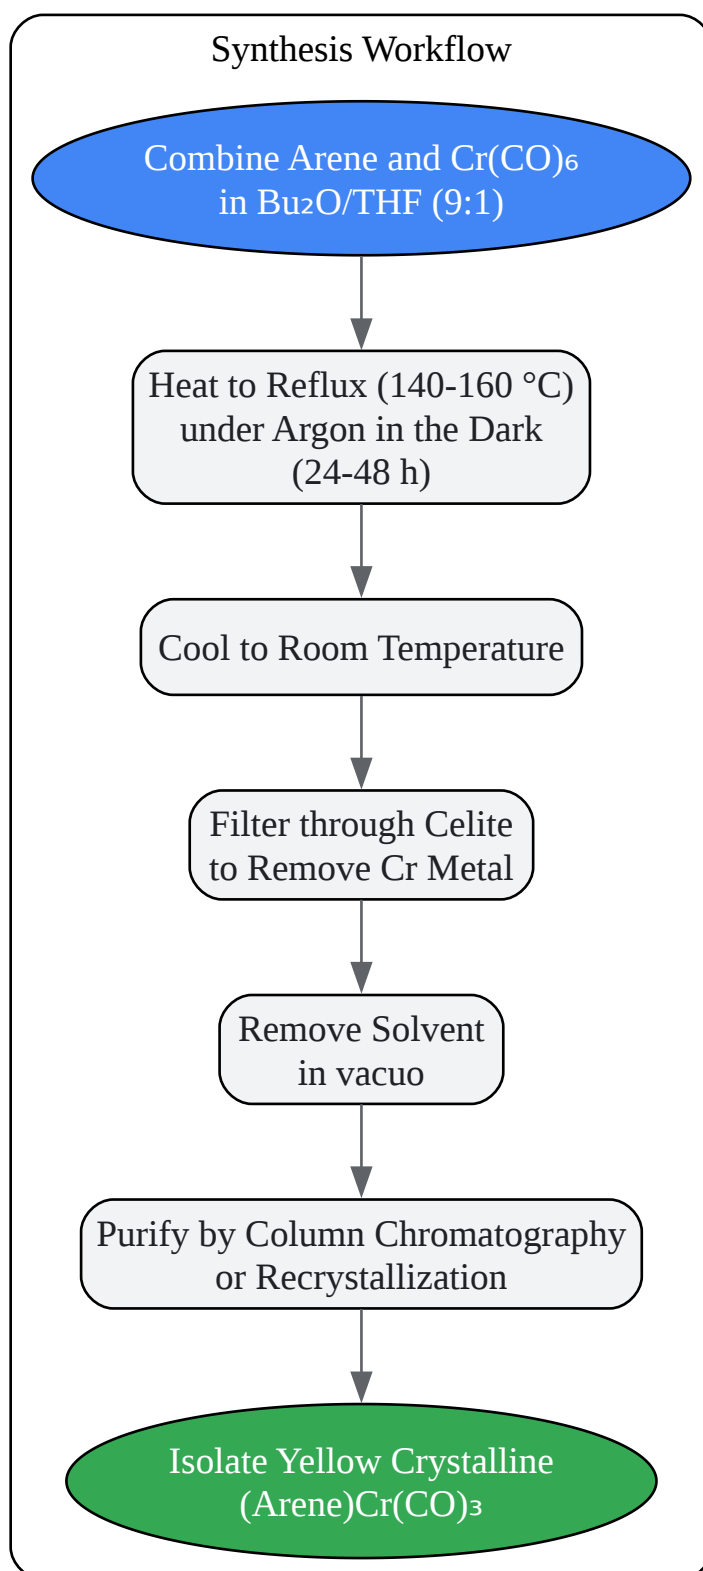 Synthesis Workflow
Combine Arene and Cr(CO)₆
in Bu₂O/THF (9:1)
Heat to Reflux (140-160 °C)
under Argon in the Dark
(24-48 h)
Cool to Room Temperature
Filter through Celite
to Remove Cr Metal
Remove Solvent
in vacuo
Purify by Column Chromatography
or Recrystallization
Isolate Yellow Crystalline
(Arene)Cr(CO)₃